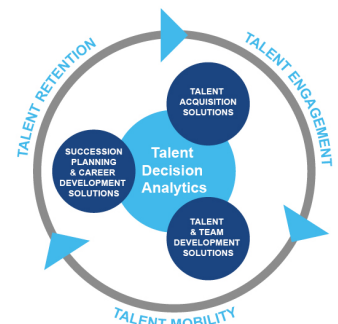 TALENT RETENTION
TALENT ENGAGEMENT
TALENT
ACQUISITION
SOLUTIONS
SUCCESSION
PLANNING
& CAREER
DEVELOPMENT
SOLUTIONS
Talent
Decision
Analytics
TALENT
& TEAM
DEVELOPMENT
SOLUTIONS
TALENT MOBILITY